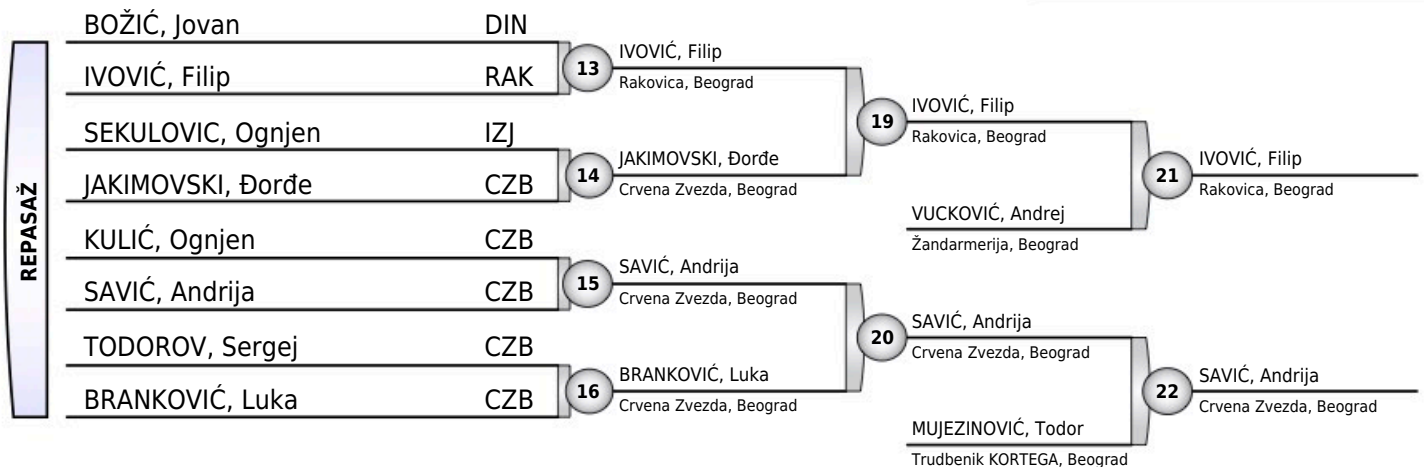 REPASAŽ
BOŽIĆ, Jovan DIN
IVOVIĆ, Filip RAK
SEKULOVIC, Ognjen IZJ
JAKIMOVSKI, Đorđe CZB
KULIĆ, Ognjen CZB
SAVIĆ, Andrija CZB
TODOROV, Sergej CZB
BRANKOVIĆ, Luka CZB
13
IVOVIĆ, Filip
Rakovica, Beograd
14
JAKIMOVSKI, Đorđe
Crvena Zvezda, Beograd
15
SAVIĆ, Andrija
Crvena Zvezda, Beograd
16
BRANKOVIĆ, Luka
Crvena Zvezda, Beograd
19
IVOVIĆ, Filip
Rakovica, Beograd
VUCKOVIĆ, Andrej
Žandarmerija, Beograd
20
SAVIĆ, Andrija
Crvena Zvezda, Beograd
MUJEZINOVIĆ, Todor
Trudbenik KORTEGA, Beograd
21
IVOVIĆ, Filip
Rakovica, Beograd
22
SAVIĆ, Andrija
Crvena Zvezda, Beograd